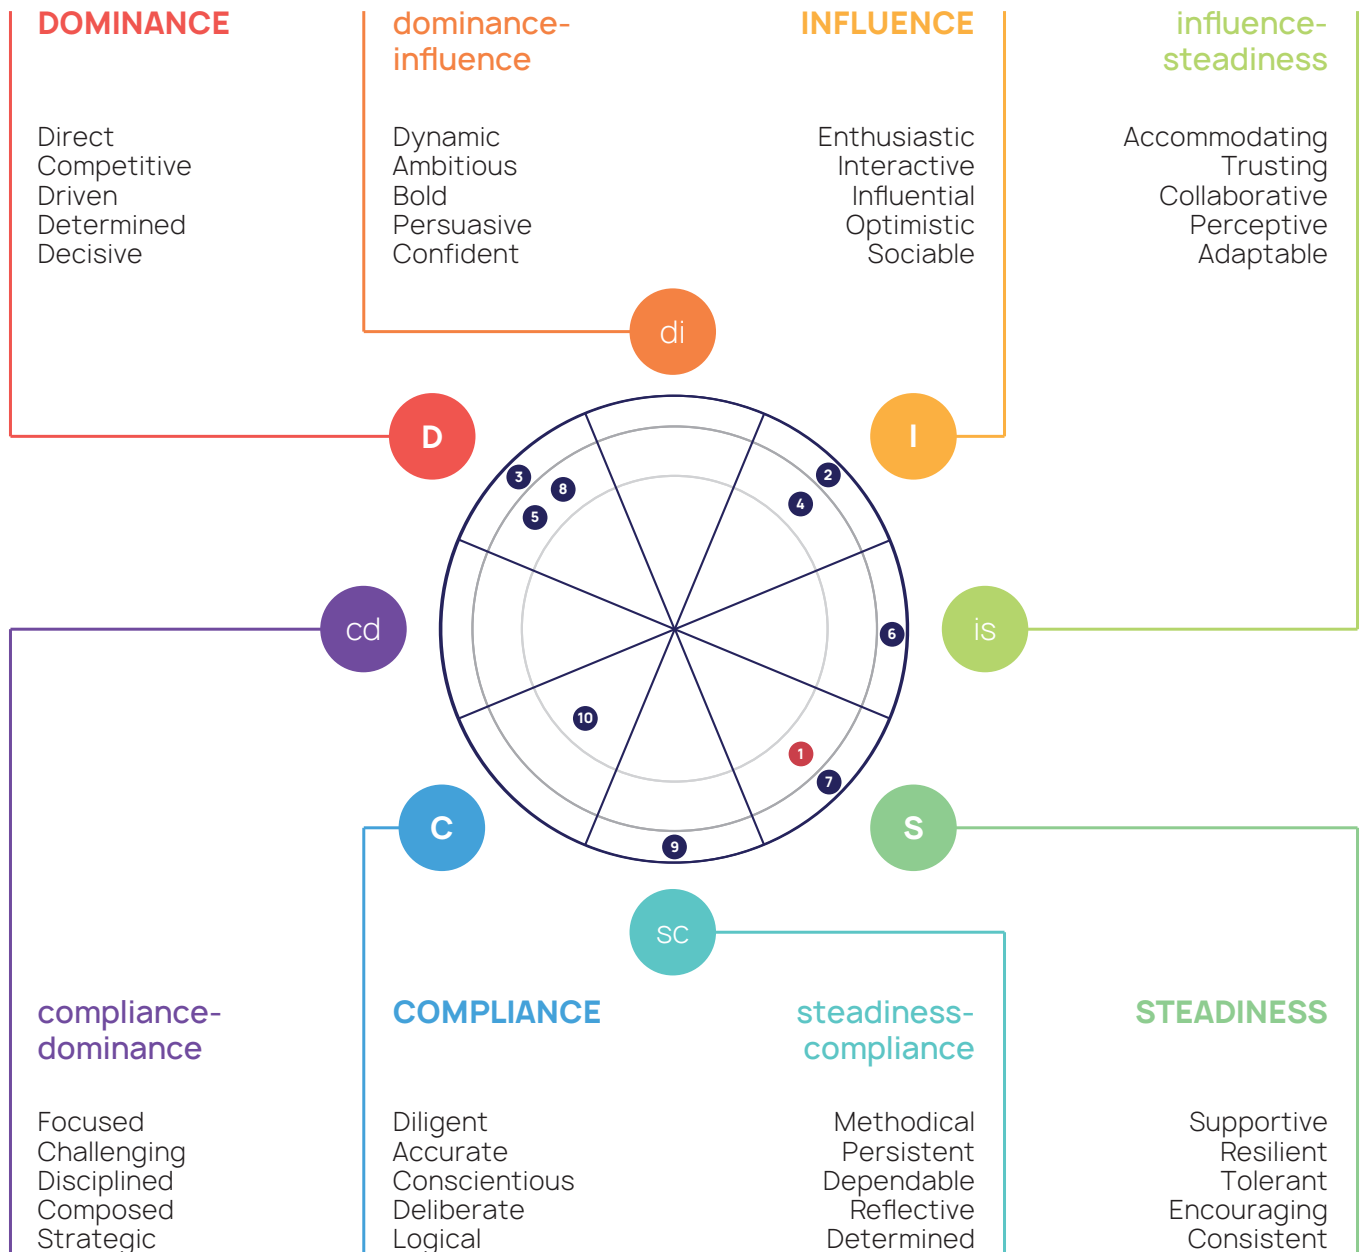 DOMINANCE
Direct
Competitive
Driven
Determined
Decisive
dominance-
influence
Dynamic
Ambitious
Bold
Persuasive
Confident
INFLUENCE
Enthusiastic
Interactive
Influential
Optimistic
Sociable
influence-
steadiness
Accommodating
Trusting
Collaborative
Perceptive
Adaptable
di
D
I
3
8
2
4
5
cd
6
is
10
1
7
C
S
9
sc
compliance-
dominance
Focused
Challenging
Disciplined
Composed
Strategic
COMPLIANCE
Diligent
Accurate
Conscientious
Deliberate
Logical
steadiness-
compliance
Methodical
Persistent
Dependable
Reflective
Determined
STEADINESS
Supportive
Resilient
Tolerant
Encouraging
Consistent